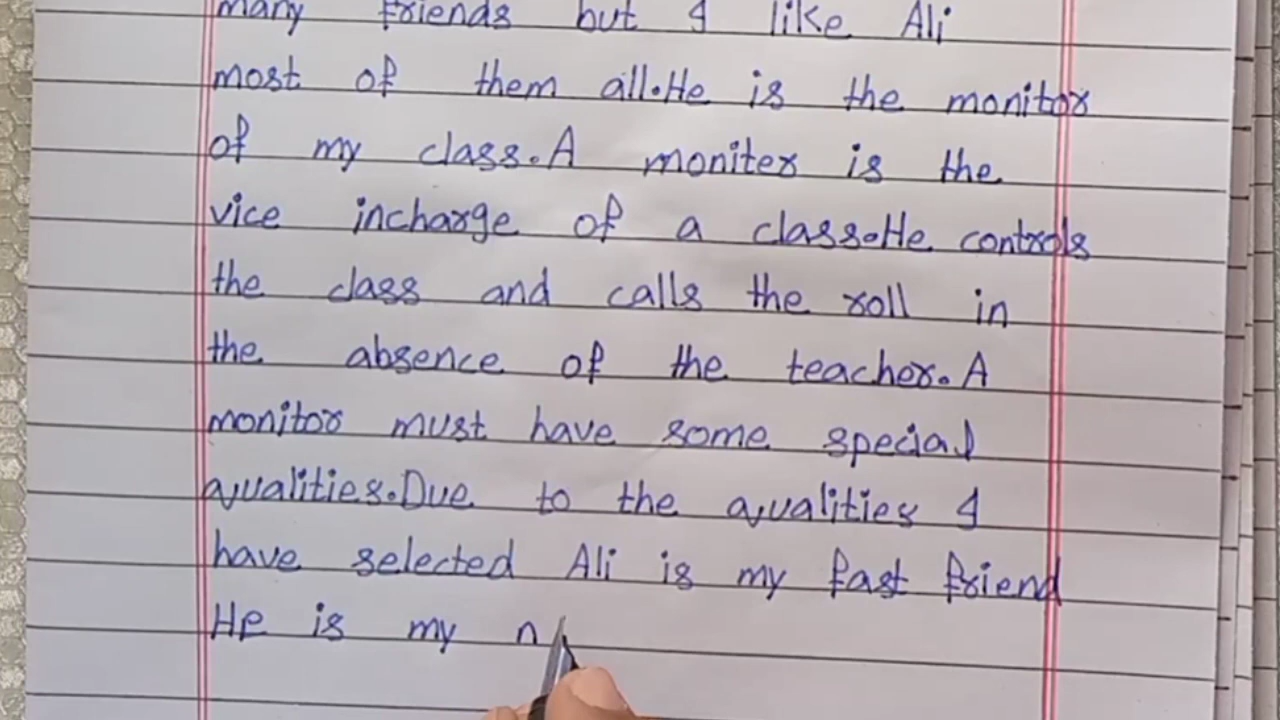 many friends but I like Ali
most of them all.He is the monitor
of my class.A moniter is the
vice incharge of a class.He controls
the class and calls the roll in
the absence of the teacher.A
monitor must have some special
qualities.Due to the qualities I
have selected Ali is my fast friend
He is my n